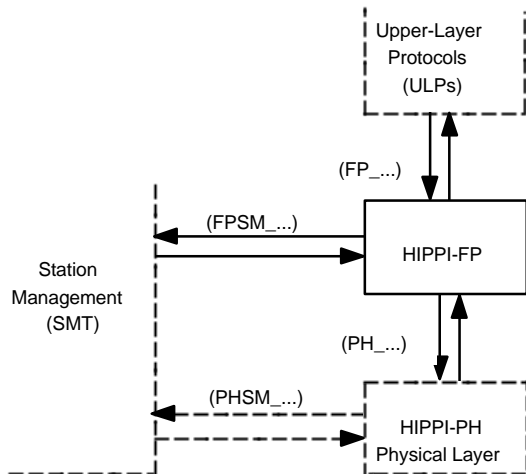 Upper-Layer
Protocols
(ULPs)
(FP_...)
(FPSM_...)
HIPPI-FP
Station
Management
(SMT)
(PH_...)
(PHSM_...)
HIPPI-PH
Physical Layer